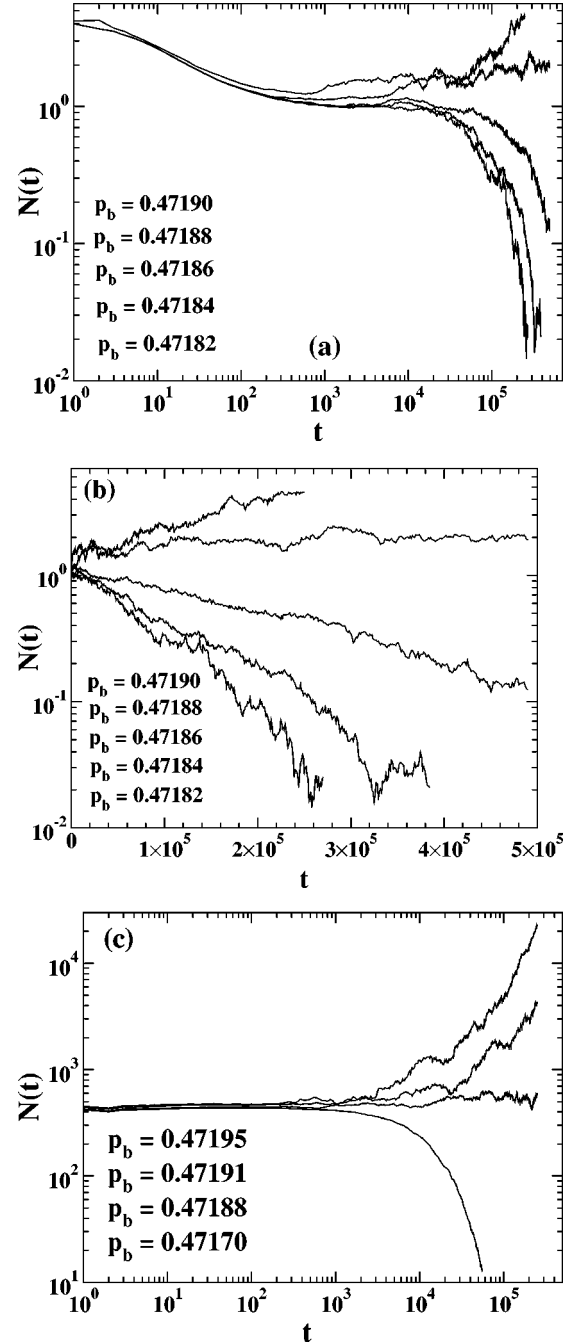 10^0
10^-1
10^-2
N(t)
p_b = 0.47190
p_b = 0.47188
p_b = 0.47186
p_b = 0.47184
p_b = 0.47182
(a)
10^0 10^1 10^2 10^3 10^4 10^5
t
(b)
10^0
10^-1
10^-2
N(t)
p_b = 0.47190
p_b = 0.47188
p_b = 0.47186
p_b = 0.47184
p_b = 0.47182
0 1×10^5 2×10^5 3×10^5 4×10^5 5×10^5
t
(c)
10^4
10^3
10^2
10^1
N(t)
p_b = 0.47195
p_b = 0.47191
p_b = 0.47188
p_b = 0.47170
10^0 10^1 10^2 10^3 10^4 10^5
t